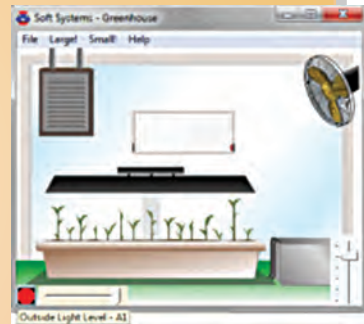 Soft Systems - Greenhouse
File Large! Small! Help
Outside Light Level - A1